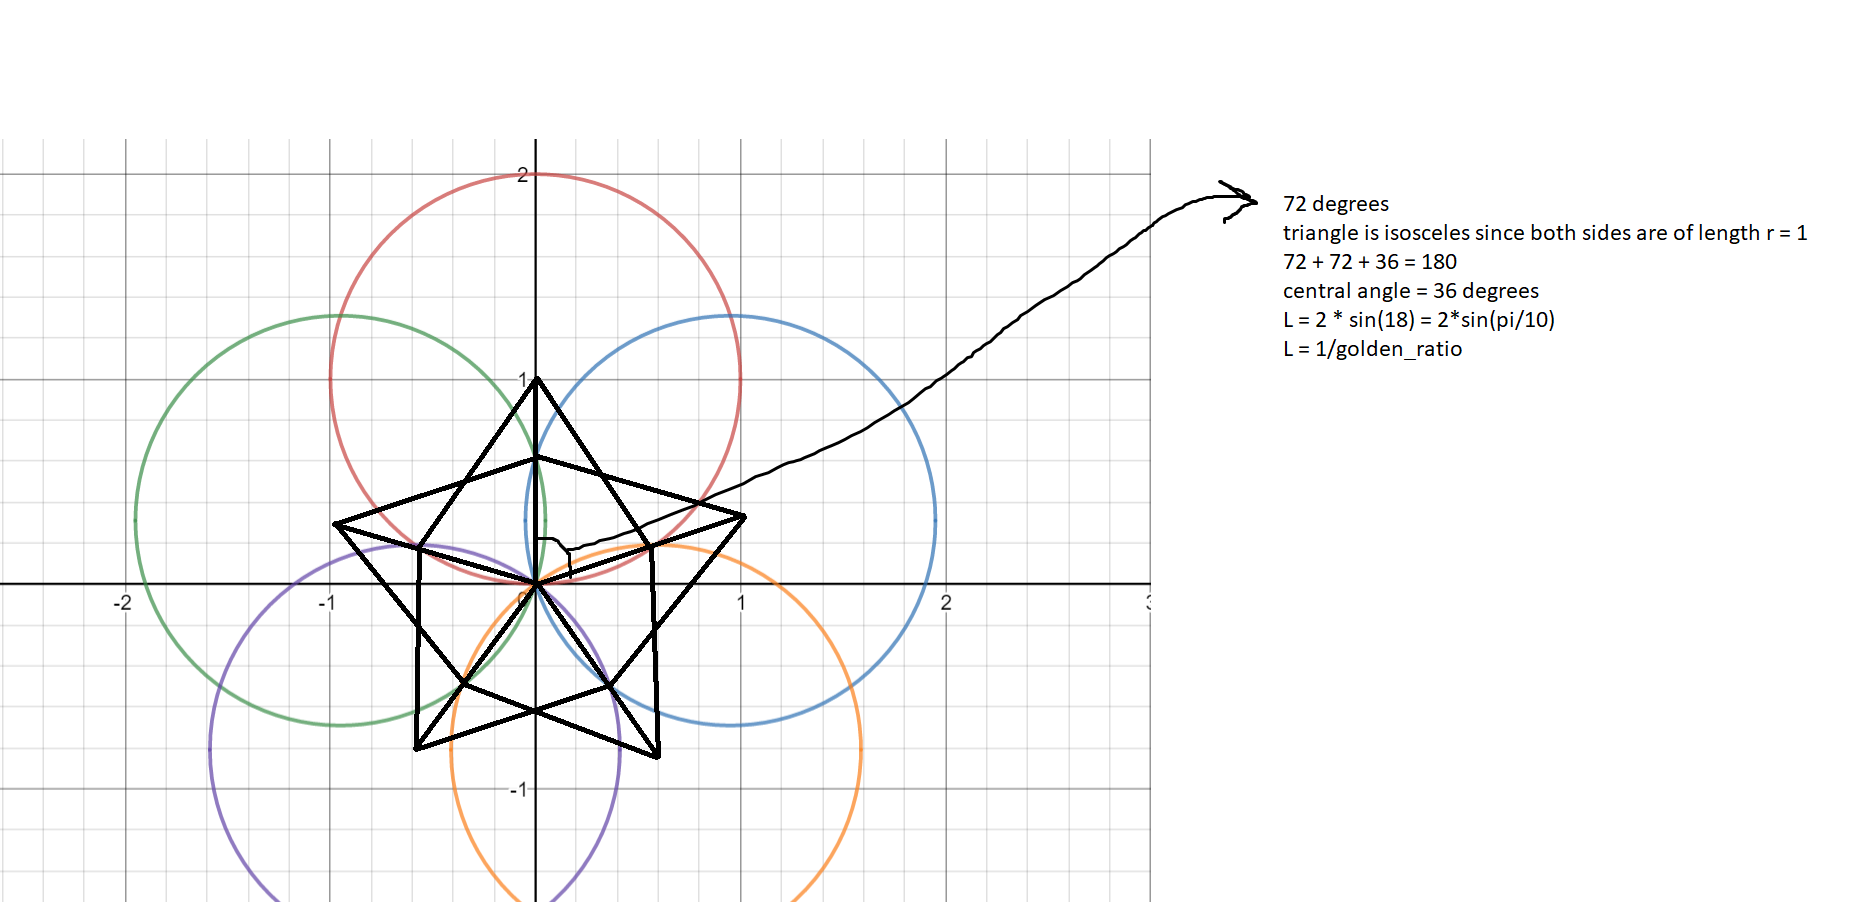 2
72 degrees
triangle is isosceles since both sides are of length r = 1
72 + 72 + 36 = 180
central angle = 36 degrees
L = 2 * sin(18) = 2*sin(pi/10)
L = 1/golden_ratio
1
-2
-1
0
1
2
3
-1